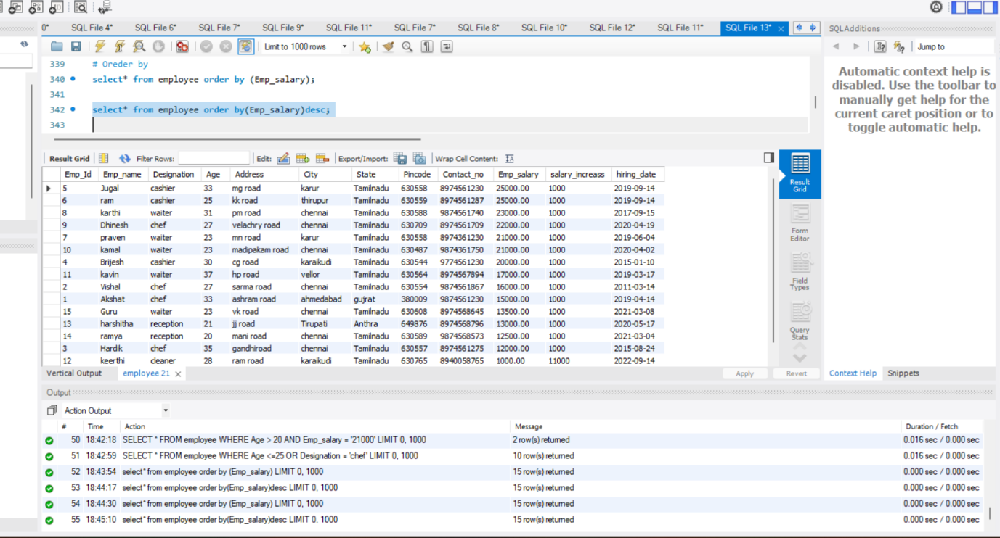 0* SQL File 4* SQL File 6* SQL File 7* SQL File 9* SQL File 11* SQL File 7* SQL File 8* SQL File 10* SQL File 12* SQL File 11* SQL File 13*
SQLAdditions
Limit to 1000 rows
Jump to
339 # Oreder by
340 select* from employee order by (Emp_salary);
341
342 select* from employee order by(Emp_salary)desc;
343
Automatic context help is
disabled. Use the toolbar to
manually get help for the
current caret position or to
toggle automatic help.
Result Grid Filter Rows: Edit: Export/Import: Wrap Cell Content:
Emp_Id Emp_name Designation Age Address City State Pincode Contact_no Emp_salary salary_increass hiring_date
5 Jugal cashier 33 mg road karur Tamilnadu 630558 8974561230 25000.00 1000 2019-09-14
6 ram cashier 25 kk road thirupur Tamilnadu 630559 8974561287 25000.00 1000 2019-09-14
8 karthi waiter 31 pm road chennai Tamilnadu 630588 9874561740 23000.00 1000 2017-09-15
9 Dhinesh chef 27 velachry road chennai Tamilnadu 630709 8974561709 22000.00 1000 2020-04-19
7 praven waiter 23 mn road karur Tamilnadu 630558 8974361230 21000.00 1000 2019-06-04
10 kamal waiter 23 madipakam road chennai Tamilnadu 630487 9874361750 21000.00 1000 2020-04-02
4 Brijesh cashier 30 cg road karaikudi Tamilnadu 630544 9774561230 20000.00 1000 2015-01-10
11 kavin waiter 37 hp road vellor Tamilnadu 630564 8974567894 17000.00 1000 2019-03-17
2 Vishal chef 27 sarma road chennai Tamilnadu 630554 8974561867 16000.00 1000 2011-03-14
1 Akshat chef 33 ashram road ahmedabad gujrat 380009 9874561230 15000.00 1000 2019-04-14
15 Guru waiter 23 vk road chennai Tamilnadu 630608 8974568645 13500.00 1000 2021-03-08
13 harshitha reception 21 jj road Tirupati Anthra 649876 8974568796 13000.00 1000 2020-05-17
14 ramya reception 20 mani road chennai Tamilnadu 630589 9874568573 12500.00 1000 2021-03-04
3 Hardik chef 35 gandhiroad chennai Tamilnadu 630557 8974561275 12000.00 1000 2015-08-24
12 keerthi cleaner 28 ram road karaikudi Tamilnadu 630765 8940058765 1000.00 11000 2022-09-14
Result
Grid
Form
Editor
Field
Types
Query
Stats
Vertical Output employee 21 Apply Revert Context Help Snippets
Output
Action Output
# Time Action Message Duration / Fetch
50 18:42:18 SELECT * FROM employee WHERE Age > 20 AND Emp_salary = '21000' LIMIT 0, 1000 2 row(s) returned 0.016 sec / 0.000 sec
51 18:42:59 SELECT * FROM employee WHERE Age <=25 OR Designation = 'chef' LIMIT 0, 1000 10 row(s) returned 0.016 sec / 0.000 sec
52 18:43:54 select* from employee order by (Emp_salary) LIMIT 0, 1000 15 row(s) returned 0.000 sec / 0.000 sec
53 18:44:17 select* from employee order by(Emp_salary)desc LIMIT 0, 1000 15 row(s) returned 0.000 sec / 0.000 sec
54 18:44:30 select* from employee order by(Emp_salary) LIMIT 0, 1000 15 row(s) returned 0.000 sec / 0.000 sec
55 18:45:10 select* from employee order by(Emp_salary)desc LIMIT 0, 1000 15 row(s) returned 0.000 sec / 0.000 sec